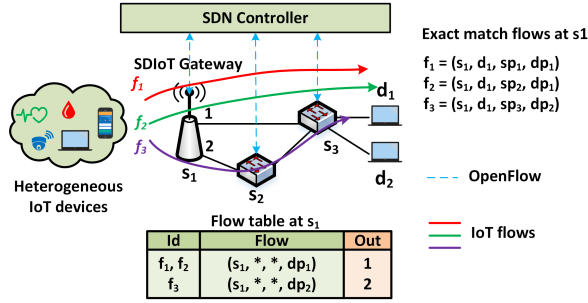 SDN Controller
SDIoT Gateway
Exact match flows at s1
f1 = (s1, d1, sp1, dp1)
f2 = (s1, d1, sp2, dp1)
f3 = (s1, d1, sp3, dp2)
f1
f2
f3
1
2
s1
s2
s3
d1
d2
Heterogeneous
IoT devices
OpenFlow
IoT flows
Flow table at s1
Id Flow Out
f1, f2 (s1, *, *, dp1) 1
f3 (s1, *, *, dp2) 2